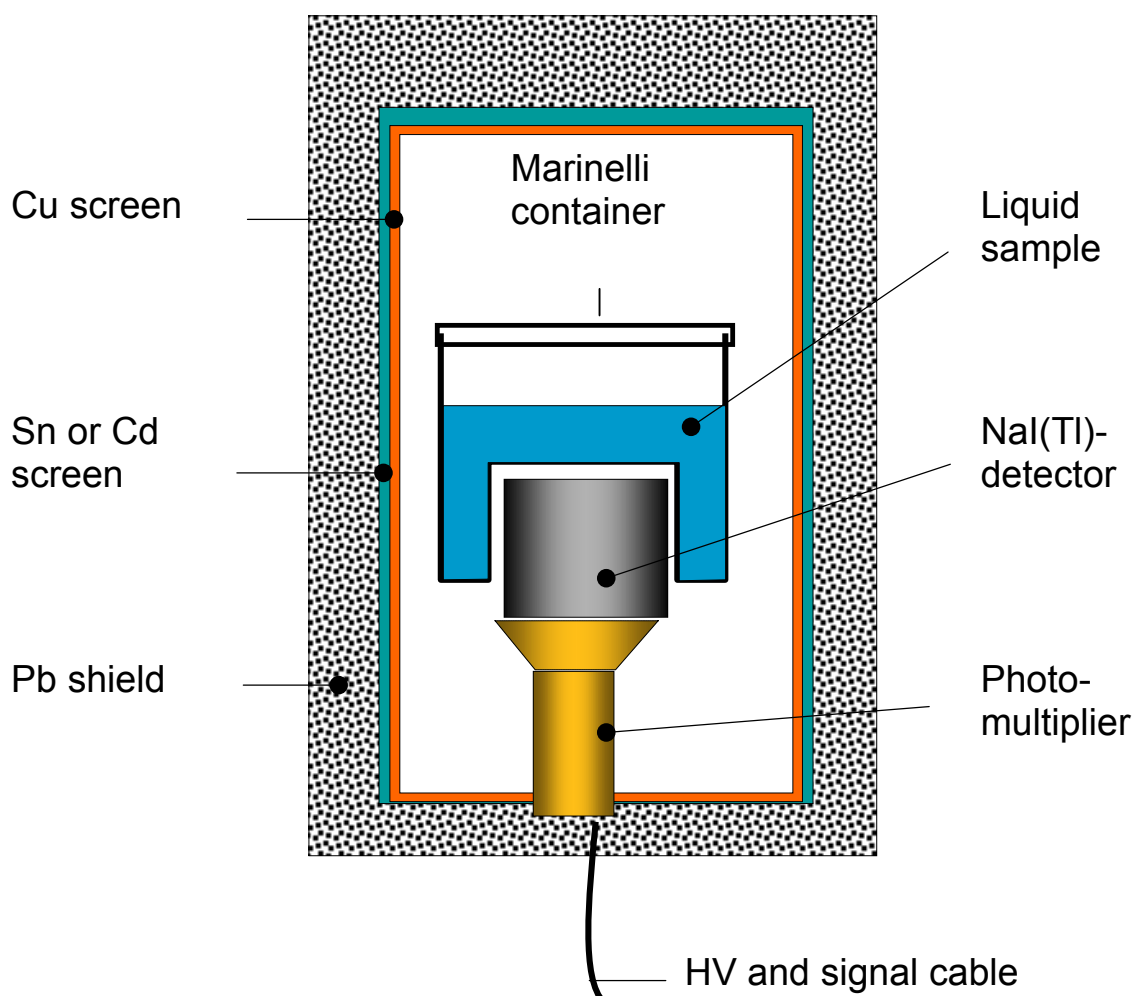 Marinelli
container
Cu screen
Liquid
sample
Sn or Cd
screen
NaI(Tl)-
detector
Pb shield
Photo-
multiplier
HV and signal cable